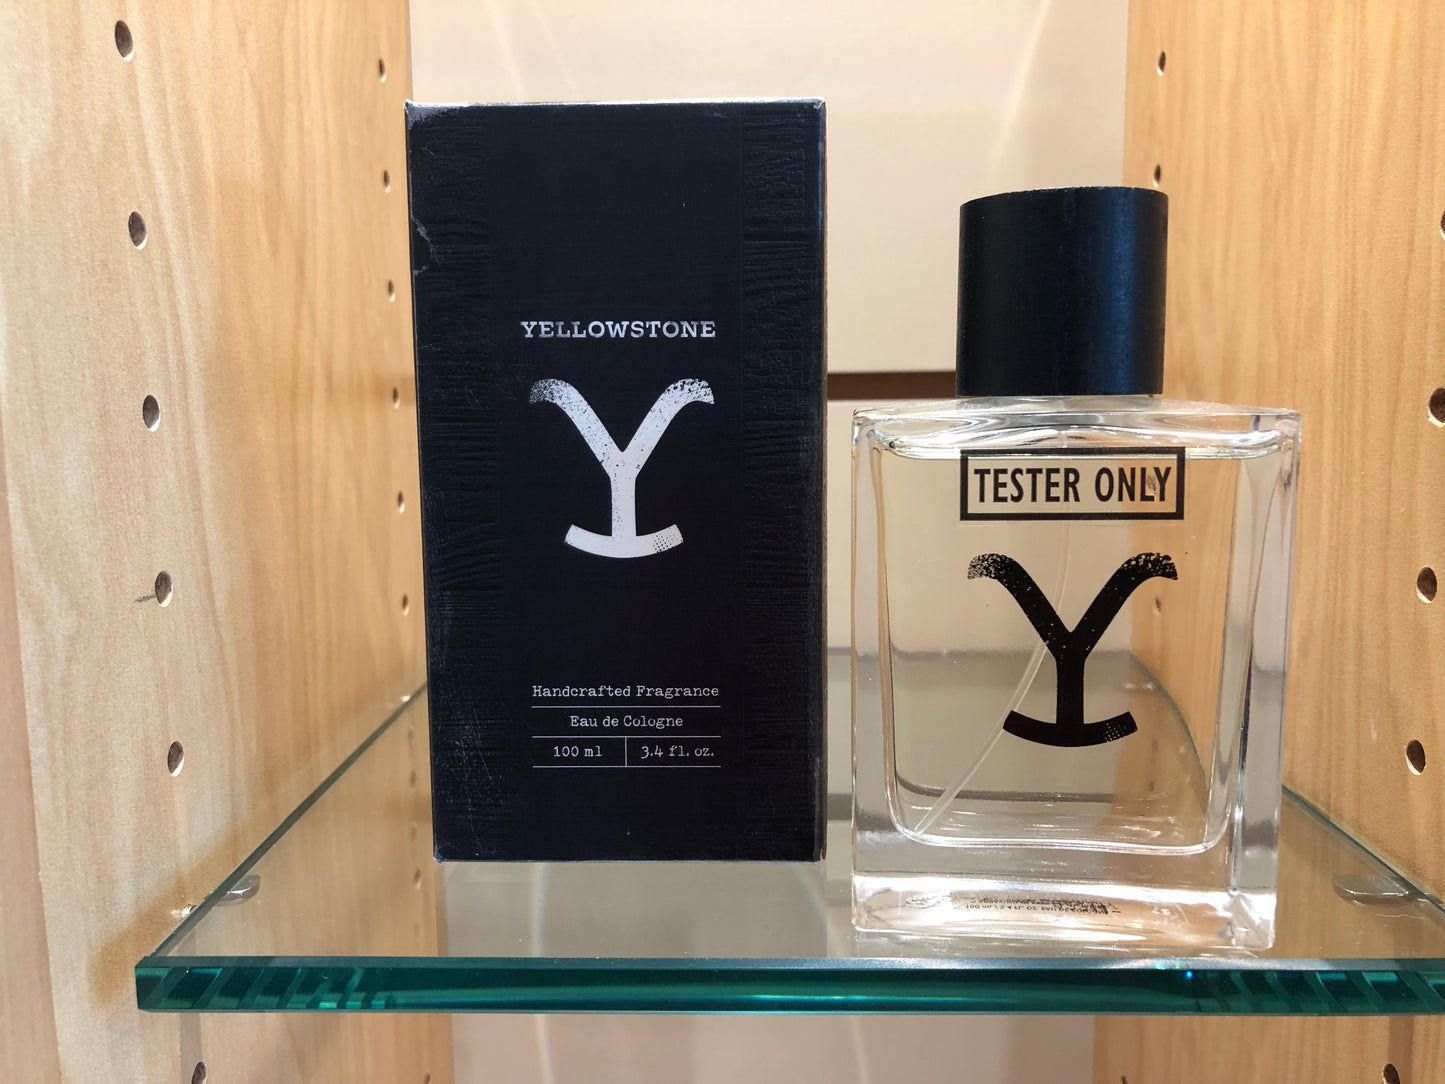 YELLOWSTONE
Y
Handcrafted Fragrance
Eau de Cologne
100 ml 3.4 fl. oz.
TESTER ONLY
Y